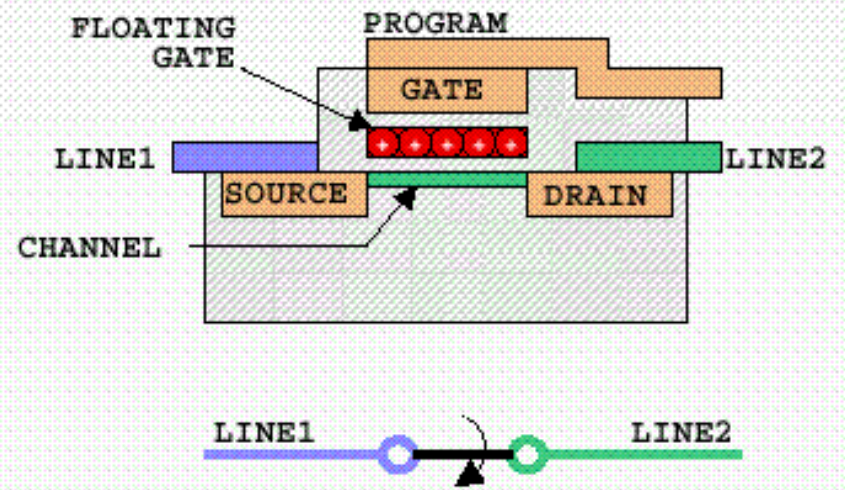 FLOATING
GATE
PROGRAM
GATE
LINE1
LINE2
SOURCE
DRAIN
CHANNEL
LINE1
LINE2